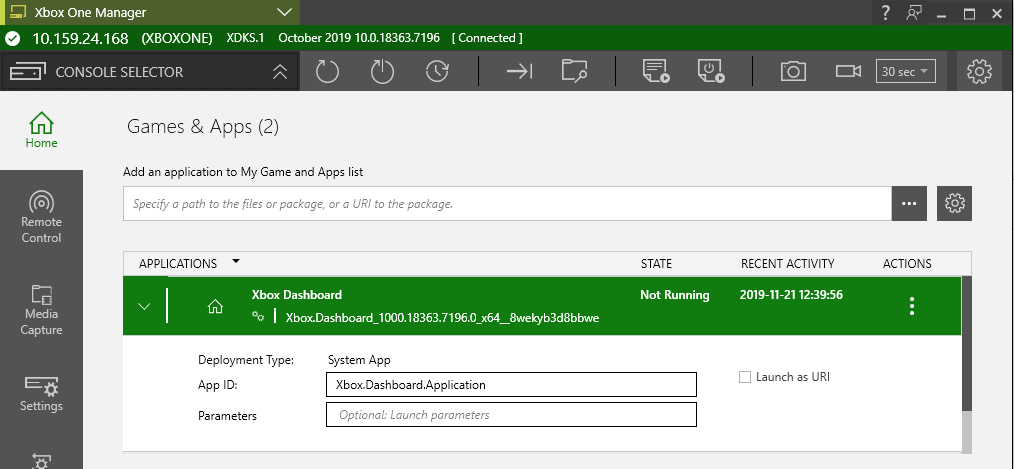 Xbox One Manager
?
10.159.24.168 (XBOXONE) XDKS.1 October 2019 10.0.18363.7196 [ Connected ]
CONSOLE SELECTOR
30 sec
Home
Remote
Control
Media
Capture
Settings
Games & Apps (2)
Add an application to My Game and Apps list
Specify a path to the files or package, or a URI to the package.
...
APPLICATIONS STATE RECENT ACTIVITY ACTIONS
Xbox Dashboard Not Running 2019-11-21 12:39:56
Xbox.Dashboard_1000.18363.7196.0_x64__8wekyb3d8bbwe
Deployment Type: System App
App ID: Xbox.Dashboard.Application Launch as URI
Parameters Optional: Launch parameters